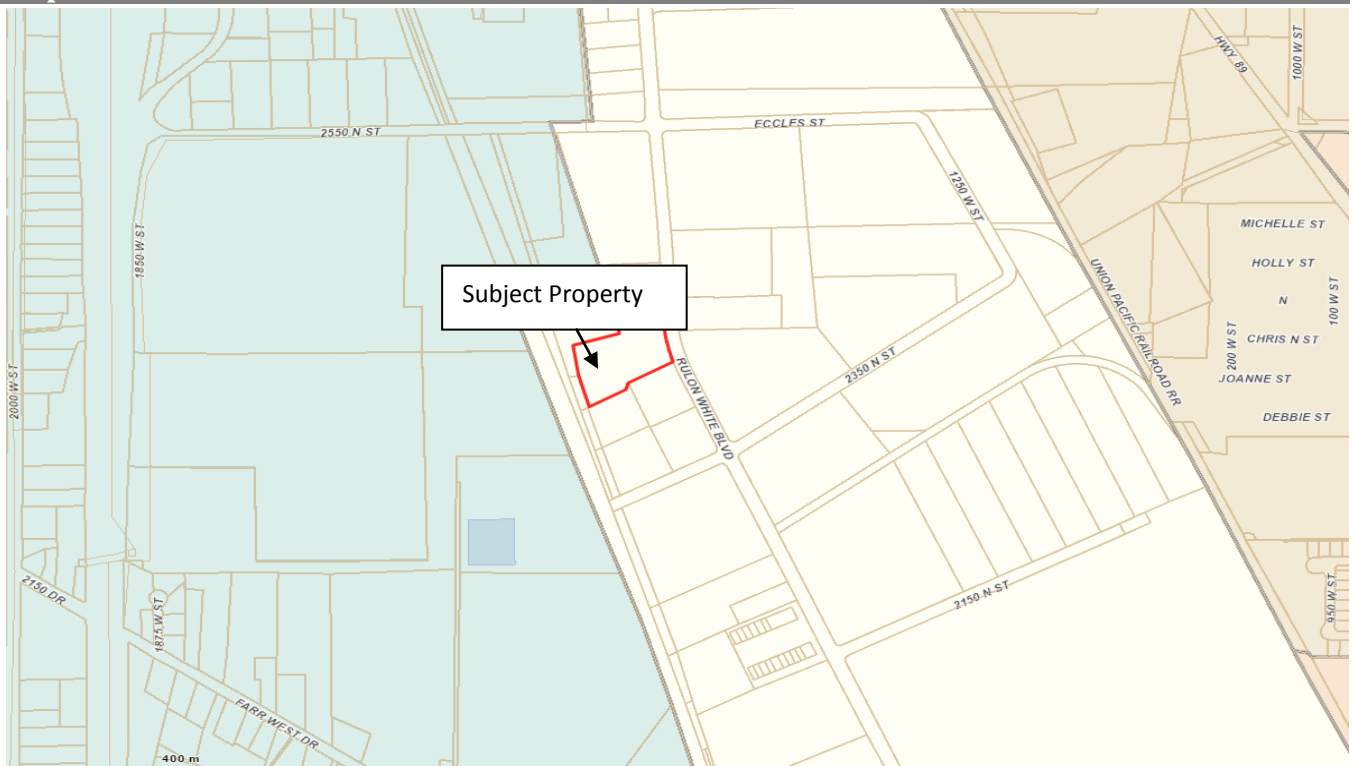 HWY 89
1000 W ST
2550 N ST
ECCLES ST
1250 W ST
1850 W ST
MICHELLE ST
HOLLY ST
N
100 W ST
200 W ST
CHRIS N ST
JOANNE ST
DEBBIE ST
UNION PACIFIC RAILROAD RR
Subject Property
RULON WHITE BLVD
2350 N ST
2000 W ST
2150 DR
1875 W ST
2150 N ST
950 W ST
FARR WEST DR
400 m